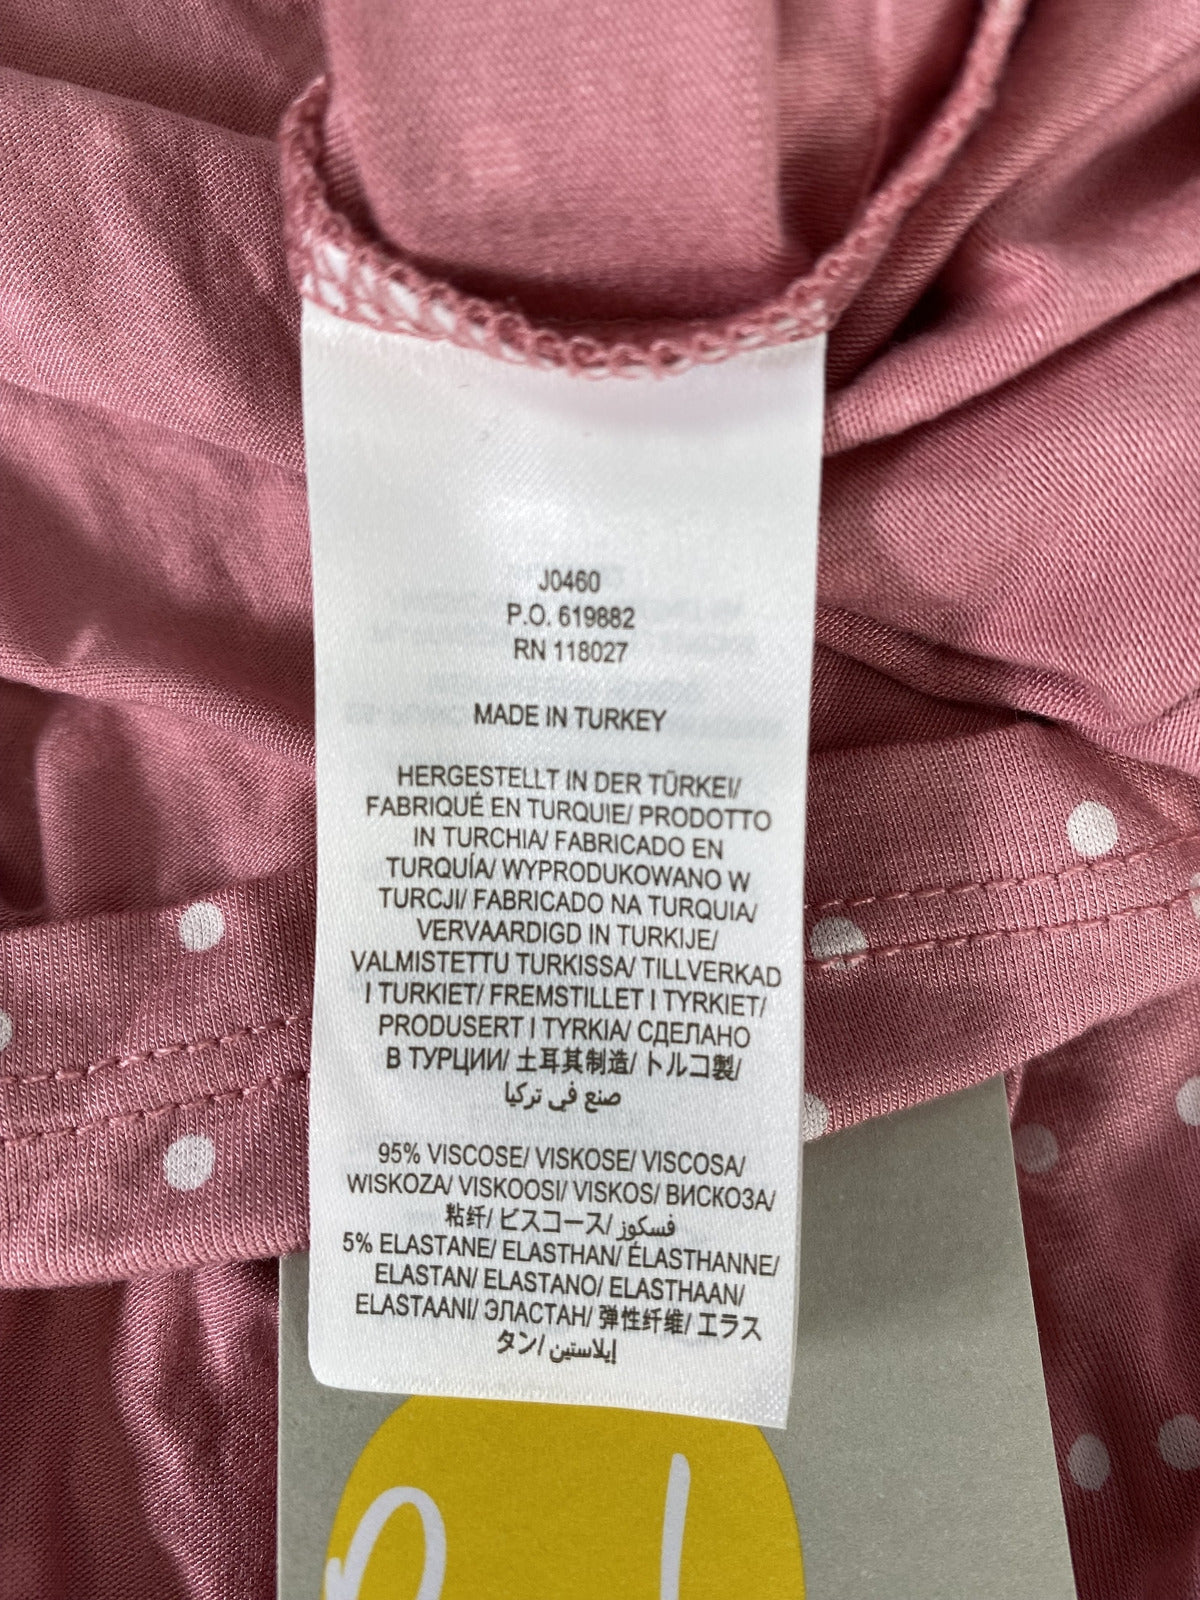 J0460
P.O. 619882
RN 118027
MADE IN TURKEY
HERGESTELLT IN DER TÜRKEI/
FABRIQUÉ EN TURQUIE/ PRODOTTO
IN TURCHIA/ FABRICADO EN
TURQUÍA/ WYPRODUKOWANO W
TURCJI/ FABRICADO NA TURQUIA/
VERVAARDIGD IN TURKIJE/
VALMISTETTU TURKISSA/ TILLVERKAD
I TURKIET/ FREMSTILLET I TYRKIET/
PRODUSERT I TYRKIA/ СДЕЛАНО
В ТУРЦИИ/ 土耳其制造/ トルコ製/
صنع في تركيا
95% VISCOSE/ VISKOSE/ VISCOSA/
WISKOZA/ VISKOOSI/ VISKOS/ ВИСКОЗА/
粘纤/ ビスコース/ فسكوز
5% ELASTANE/ ELASTHAN/ ÉLASTHANNE/
ELASTAN/ ELASTANO/ ELASTHAAN/
ELASTAANI/ ЭЛАСТАН/ 弹性纤维/ エラス
タン/ إيلاستين